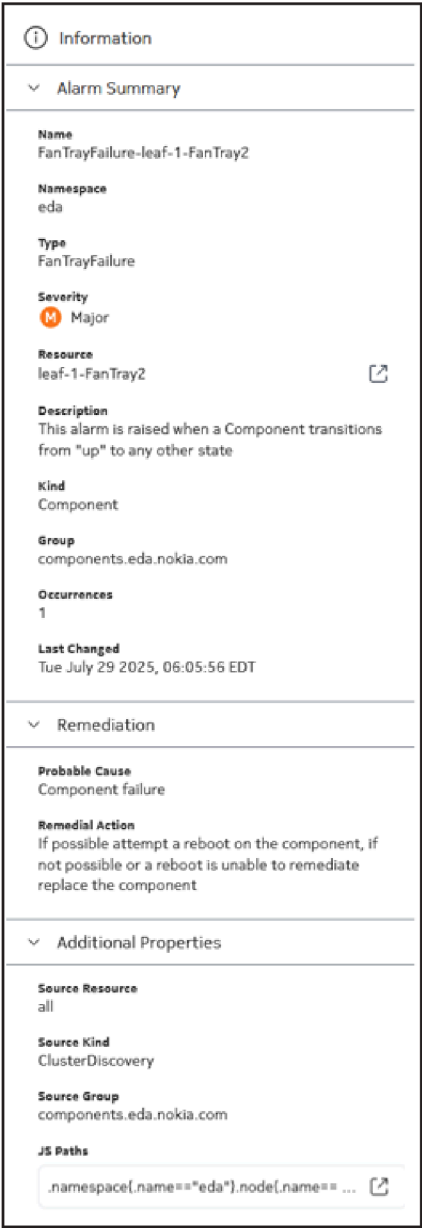 Information
Alarm Summary
Name
FanTrayFailure-leaf-1-FanTray2
Namespace
eda
Type
FanTrayFailure
Severity
M Major
Resource
leaf-1-FanTray2
Description
This alarm is raised when a Component transitions
from "up" to any other state
Kind
Component
Group
components.eda.nokia.com
Occurrences
1
Last Changed
Tue July 29 2025, 06:05:56 EDT
Remediation
Probable Cause
Component failure
Remedial Action
If possible attempt a reboot on the component, if
not possible or a reboot is unable to remediate
replace the component
Additional Properties
Source Resource
all
Source Kind
ClusterDiscovery
Source Group
components.eda.nokia.com
JS Paths
.namespace{.name=="eda"}.node{.name== ...